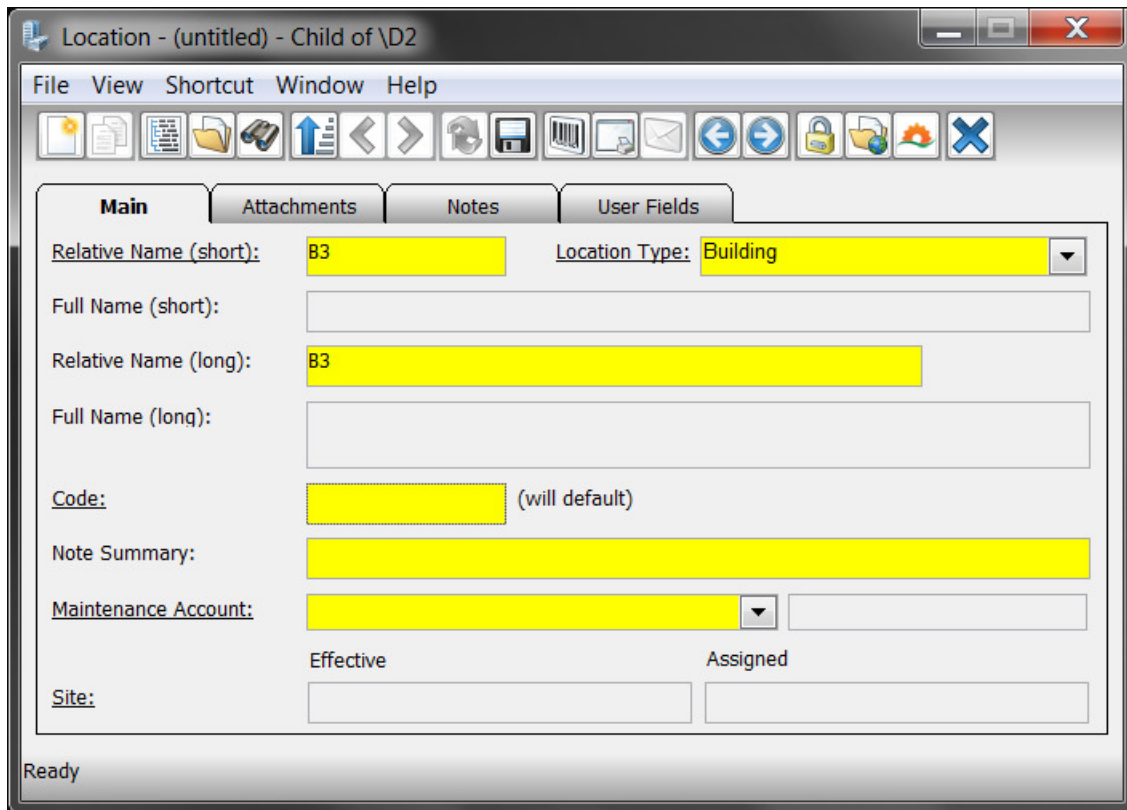 Location - (untitled) - Child of \D2
File View Shortcut Window Help
Main Attachments Notes User Fields
Relative Name (short): B3 Location Type: Building
Full Name (short):
Relative Name (long): B3
Full Name (long):
Code: (will default)
Note Summary:
Maintenance Account:
Effective Assigned
Site:
Ready